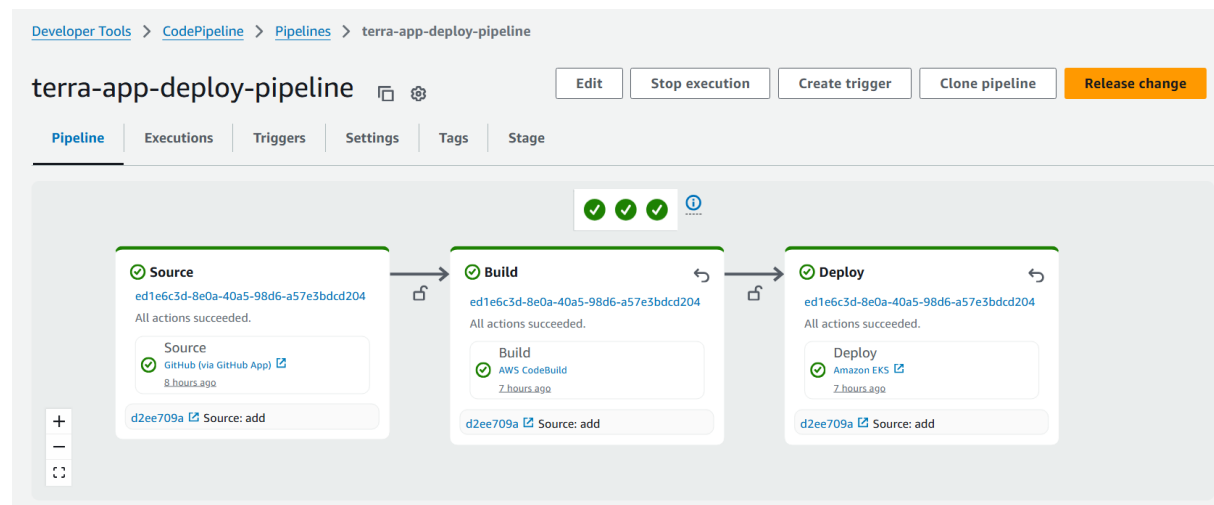 Developer Tools > CodePipeline > Pipelines > terra-app-deploy-pipeline
terra-app-deploy-pipeline
Edit
Stop execution
Create trigger
Clone pipeline
Release change
Pipeline
Executions
Triggers
Settings
Tags
Stage
Source
ed1e6c3d-8e0a-40a5-98d6-a57e3bdcd204
All actions succeeded.
Source
GitHub (via GitHub App)
8 hours ago
d2ee709a Source: add
Build
ed1e6c3d-8e0a-40a5-98d6-a57e3bdcd204
All actions succeeded.
Build
AWS CodeBuild
7 hours ago
d2ee709a Source: add
Deploy
ed1e6c3d-8e0a-40a5-98d6-a57e3bdcd204
All actions succeeded.
Deploy
Amazon EKS
7 hours ago
d2ee709a Source: add